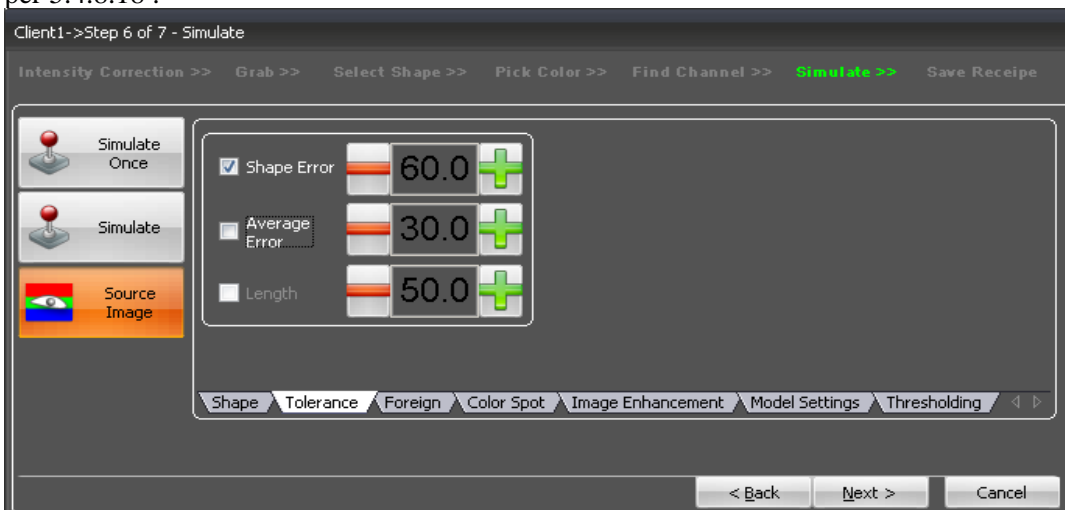 Client1->Step 6 of 7 - Simulate
Intensity Correction >> Grab >> Select Shape >> Pick Color >> Find Channel >> Simulate >> Save Receipe
Simulate
Once
Simulate
Source
Image
Shape Error 60.0
Average
Error 30.0
Length 50.0
Shape Tolerance Foreign Color Spot Image Enhancement Model Settings Thresholding
< Back Next > Cancel